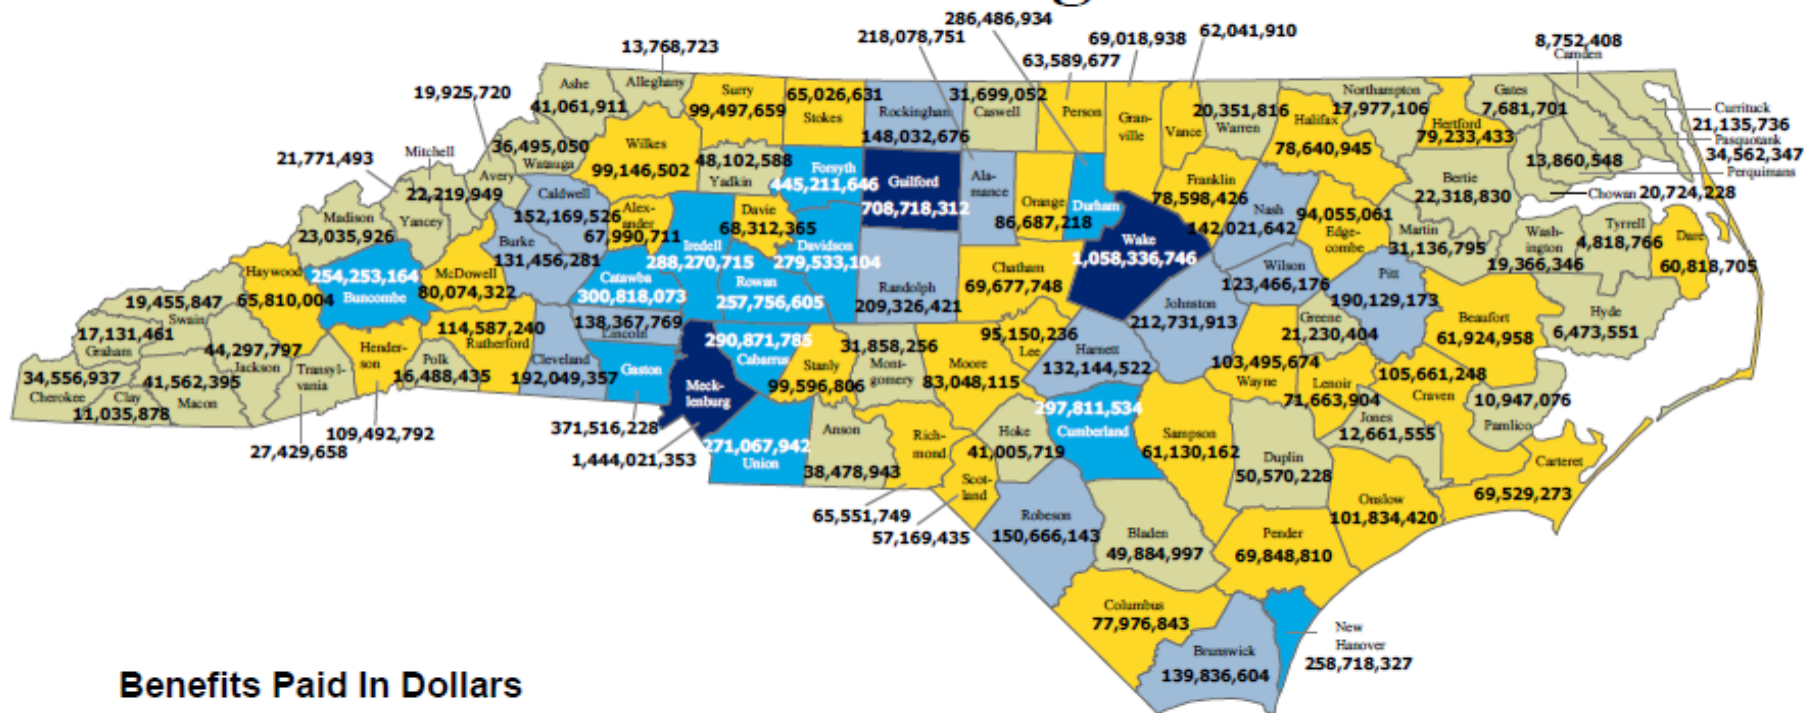 286,486,934
218,078,751
69,018,938
62,041,910
63,589,677
13,768,723
8,752,408
Camden
19,925,720
Ashe
41,061,911
Alleghany
Surry
99,497,659
65,026,631
Stokes
Rockingham
148,032,676
31,699,052
Caswell
Person
Gran-
ville
Vance
20,351,816
Warren
Halifax
78,640,945
Northampton
17,977,106
Hertford
79,233,433
Gates
7,681,701
Currituck
21,135,736
Pasquotank
34,562,347
Perquimans
13,860,548
Chowan 20,724,228
21,771,493
Mitchell
36,495,050
Watauga
Wilkes
99,146,502
48,102,588
Yadkin
Forsyth
445,211,646
Guilford
708,718,312
Ala-
mance
Orange
86,687,218
Durham
Franklin
78,598,426
Nash
142,021,642
94,055,061
Edge-
combe
Bertie
22,318,830
Martin
31,136,795
Wash-
ington
19,366,346
Tyrrell
4,818,766
Dare
60,818,705
Avery
22,219,949
Yancey
Madison
23,035,926
Caldwell
152,169,526
Alex-
ander
67,990,711
Iredell
288,270,715
Davie
68,312,365
Davidson
279,533,104
Wake
1,058,336,746
Burke
131,456,281
McDowell
80,074,322
254,253,164
Buncombe
Haywood
65,810,004
Catawba
300,818,073
Rowan
257,756,605
Randolph
209,326,421
Chatham
69,677,748
Johnston
212,731,913
Wilson
123,466,176
Pitt
190,129,173
Beaufort
61,924,958
Hyde
6,473,551
19,455,847
Swain
17,131,461
Graham
44,297,797
Jackson
34,556,937
Cherokee
41,562,395
Macon
Clay
11,035,878
Transyl-
vania
27,429,658
Hender-
son
109,492,792
Polk
16,488,435
114,587,240
Rutherford
Cleveland
192,049,357
138,367,769
Lincoln
Gaston
371,516,228
Meck-
lenburg
1,444,021,353
290,871,785
Cabarrus
Stanly
99,596,806
31,858,256
Mont-
gomery
Moore
83,048,115
95,150,236
Lee
Harnett
132,144,522
Greene
21,230,404
103,495,674
Wayne
Lenoir
71,663,904
105,661,248
Craven
10,947,076
Pamlico
Jones
12,661,555
271,067,942
Union
Anson
38,478,943
Rich-
mond
65,551,749
Scot-
land
57,169,435
Hoke
41,005,719
297,811,534
Cumberland
Sampson
61,130,162
Duplin
50,570,228
Carteret
69,529,273
Onslow
101,834,420
Robeson
150,666,143
Bladen
49,884,997
Pender
69,848,810
Columbus
77,976,843
Brunswick
139,836,604
New
Hanover
258,718,327
Benefits Paid In Dollars